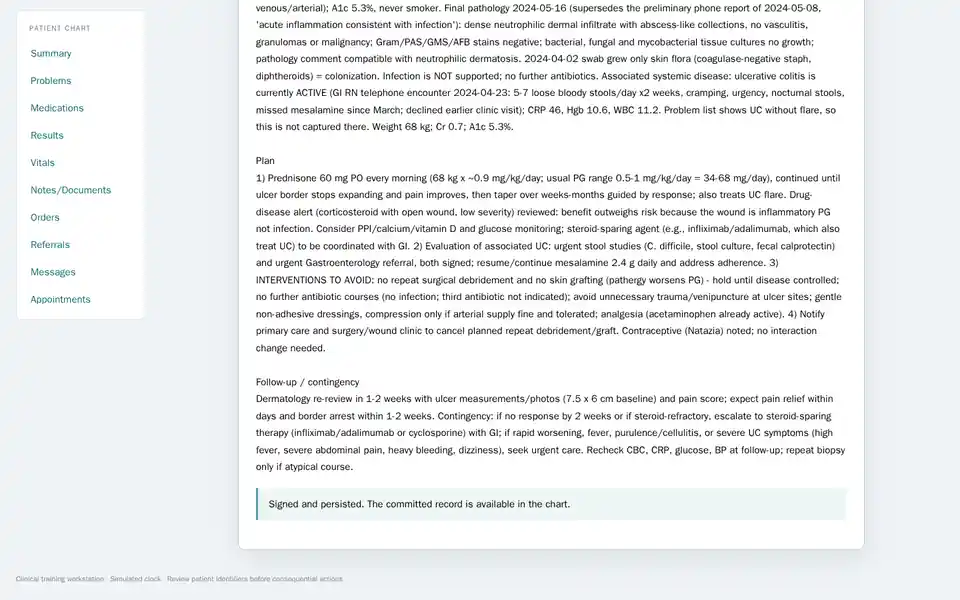 PATIENT CHART
Summary
Problems
Medications
Results
Vitals
Notes/Documents
Orders
Referrals
Messages
Appointments
venous/arterial); A1c 5.3%, never smoker. Final pathology 2024-05-16 (supersedes the preliminary phone report of 2024-05-08,
'acute inflammation consistent with infection'): dense neutrophilic dermal infiltrate with abscess-like collections, no vasculitis,
granulomas or malignancy; Gram/PAS/GMS/AFB stains negative; bacterial, fungal and mycobacterial tissue cultures no growth;
pathology comment compatible with neutrophilic dermatosis. 2024-04-02 swab grew only skin flora (coagulase-negative staph,
diphtheroids) = colonization. Infection is NOT supported; no further antibiotics. Associated systemic disease: ulcerative colitis is
currently ACTIVE (GI RN telephone encounter 2024-04-23: 5-7 loose bloody stools/day x2 weeks, cramping, urgency, nocturnal stools,
missed mesalamine since March; declined earlier clinic visit); CRP 46, Hgb 10.6, WBC 11.2. Problem list shows UC without flare, so
this is not captured there. Weight 68 kg; Cr 0.7; A1c 5.3%.
Plan
1) Prednisone 60 mg PO every morning (68 kg x ~0.9 mg/kg/day; usual PG range 0.5-1 mg/kg/day = 34-68 mg/day), continued until
ulcer border stops expanding and pain improves, then taper over weeks-months guided by response; also treats UC flare. Drug-
disease alert (corticosteroid with open wound, low severity) reviewed: benefit outweighs risk because the wound is inflammatory PG
not infection. Consider PPI/calcium/vitamin D and glucose monitoring; steroid-sparing agent (e.g., infliximab/adalimumab, which also
treat UC) to be coordinated with GI. 2) Evaluation of associated UC: urgent stool studies (C. difficile, stool culture, fecal calprotectin)
and urgent Gastroenterology referral, both signed; resume/continue mesalamine 2.4 g daily and address adherence. 3)
INTERVENTIONS TO AVOID: no repeat surgical debridement and no skin grafting (pathergy worsens PG) - hold until disease controlled;
no further antibiotic courses (no infection; third antibiotic not indicated); avoid unnecessary trauma/venipuncture at ulcer sites; gentle
non-adhesive dressings, compression only if arterial supply fine and tolerated; analgesia (acetaminophen already active). 4) Notify
primary care and surgery/wound clinic to cancel planned repeat debridement/graft. Contraceptive (Natazia) noted; no interaction
change needed.
Follow-up / contingency
Dermatology re-review in 1-2 weeks with ulcer measurements/photos (7.5 x 6 cm baseline) and pain score; expect pain relief within
days and border arrest within 1-2 weeks. Contingency: if no response by 2 weeks or if steroid-refractory, escalate to steroid-sparing
therapy (infliximab/adalimumab or cyclosporine) with GI; if rapid worsening, fever, purulence/cellulitis, or severe UC symptoms (high
fever, severe abdominal pain, heavy bleeding, dizziness), seek urgent care. Recheck CBC, CRP, glucose, BP at follow-up; repeat biopsy
only if atypical course.
Signed and persisted. The committed record is available in the chart.
Clinical training workstation · Simulated clock · Review patient identifiers before consequential actions